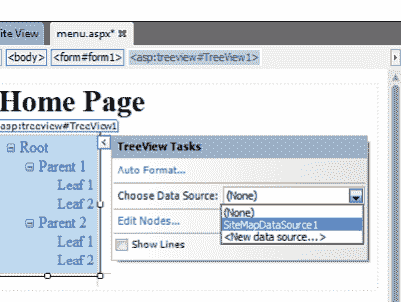 ite View
menu.aspx*
<body> <form#form1> <asp:treeview#TreeView1>
Home Page
asp:treeview#TreeView1
Root
Parent 1
Leaf 1
Leaf 2
Parent 2
Leaf 1
Leaf 2
TreeView Tasks
Auto Format...
Choose Data Source: (None)
(None)
SiteMapDataSource1
<New data source...>
Edit Nodes...
Show Lines